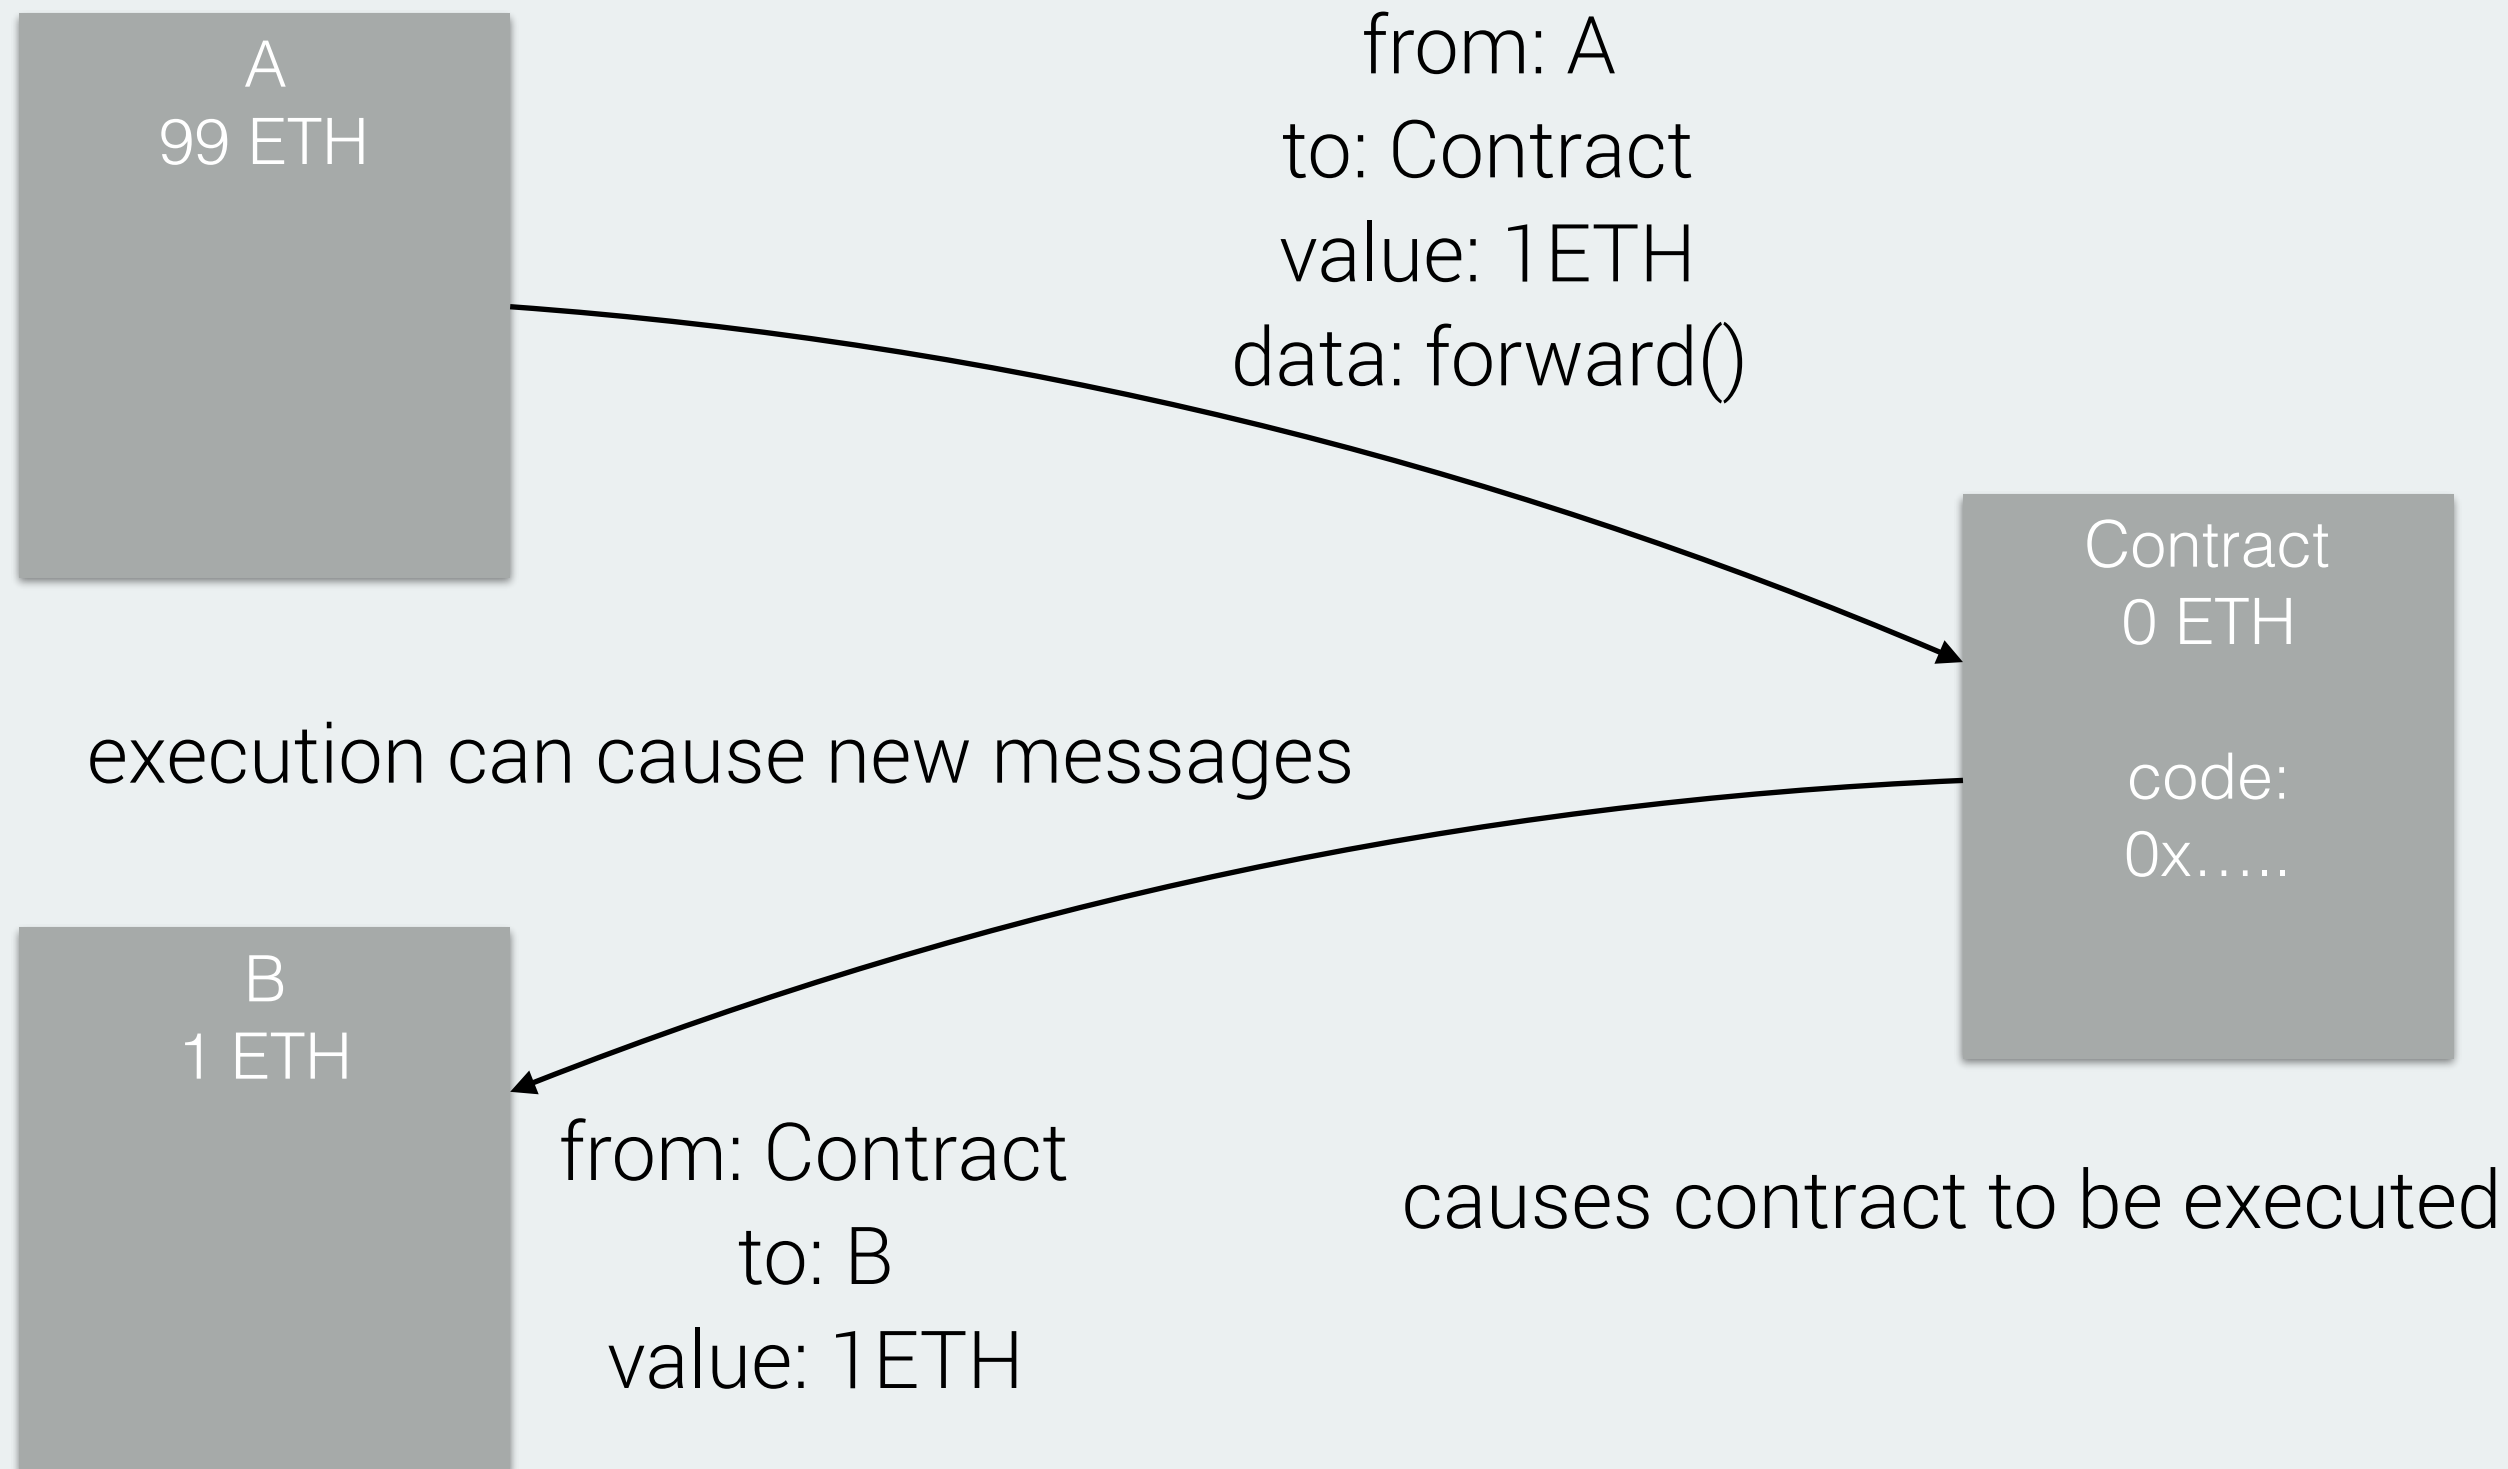 A
99 ETH
from: A
to: Contract
value: 1ETH
data: forward()
Contract
0 ETH
code:
0x.....
execution can cause new messages
B
1 ETH
from: Contract
to: B
value: 1ETH
causes contract to be executed